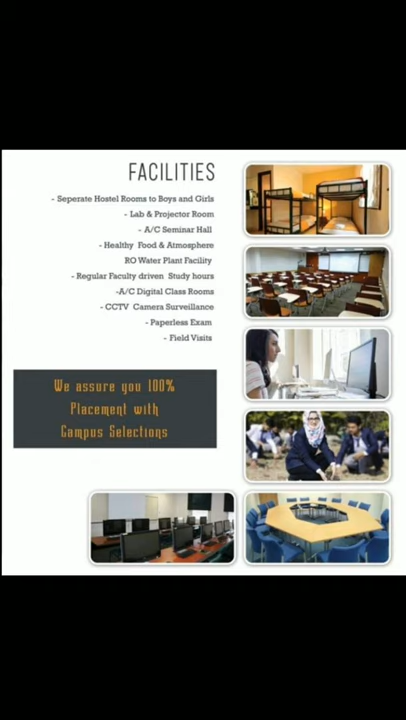 FACILITIES
- Seperate Hostel Rooms to Boys and Girls
- Lab & Projector Room
- A/C Seminar Hall
- Healthy Food & Atmosphere
RO Water Plant Facility
- Regular Faculty driven Study hours
-A/C Digital Class Rooms
- CCTV Camera Surveillance
- Paperless Exam
- Field Visits
We assure you 100%
Placement with
Campus Selections